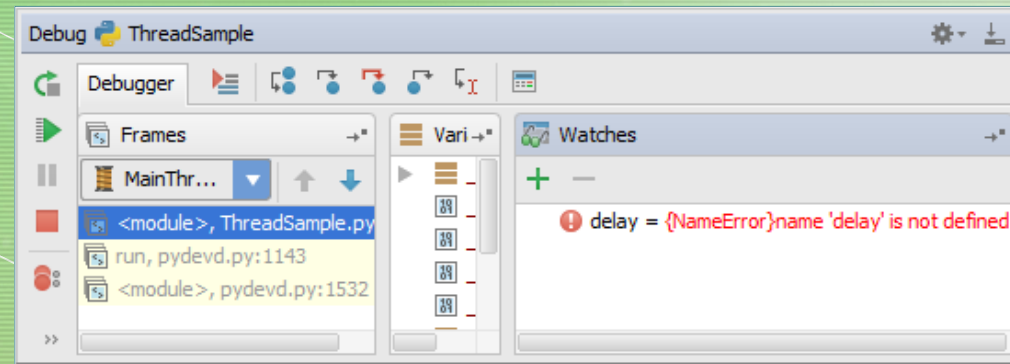 Debug ThreadSample
Debugger
Frames
Vari
Watches
MainThr...
<module>, ThreadSample.py
run, pydevd.py:1143
<module>, pydevd.py:1532
delay = {NameError}name 'delay' is not defined